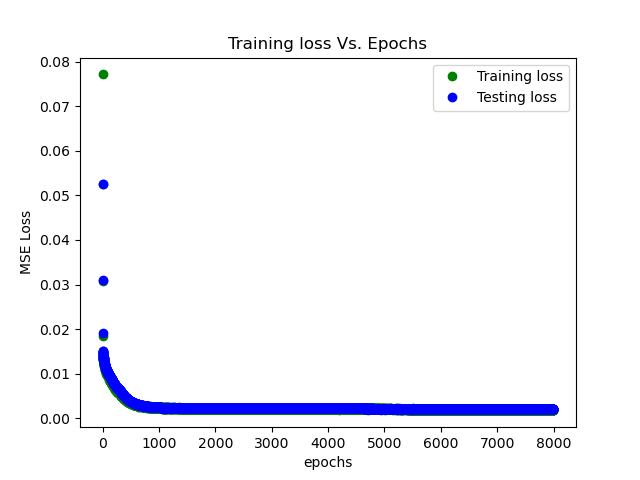 Training loss Vs. Epochs
0.08
0.07
0.06
0.05
0.04
0.03
0.02
0.01
0.00
MSE Loss
Training loss
Testing loss
0 1000 2000 3000 4000 5000 6000 7000 8000
epochs